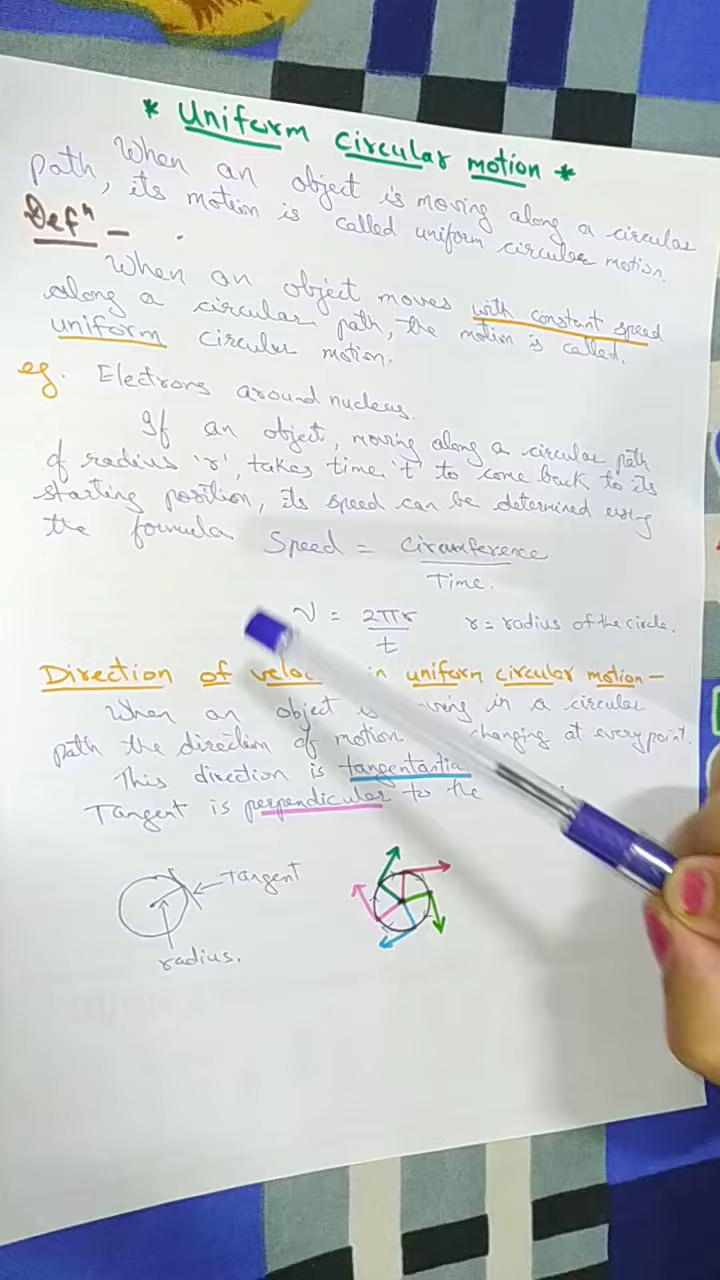 * Uniform circular motion *
When an object is moving along a circular
path, its motion is called uniform circular motion.
Defⁿ -
When an object moves with constant speed
along a circular path, the motion is called
uniform circular motion.
eg. Electrons around nucleus.
If an object, moving along a circular path
of radius 'r', takes time 't' to come back to its
starting position, its speed can be determined using
the formula
Speed = Circumference
Time.
v = 2πr r = radius of the circle.
t
Direction of in uniform circular motion -
When an object in a circular
path the direction of motion changing at every point.
This direction is
Tangent is perpendicular to the
Tangent
radius.